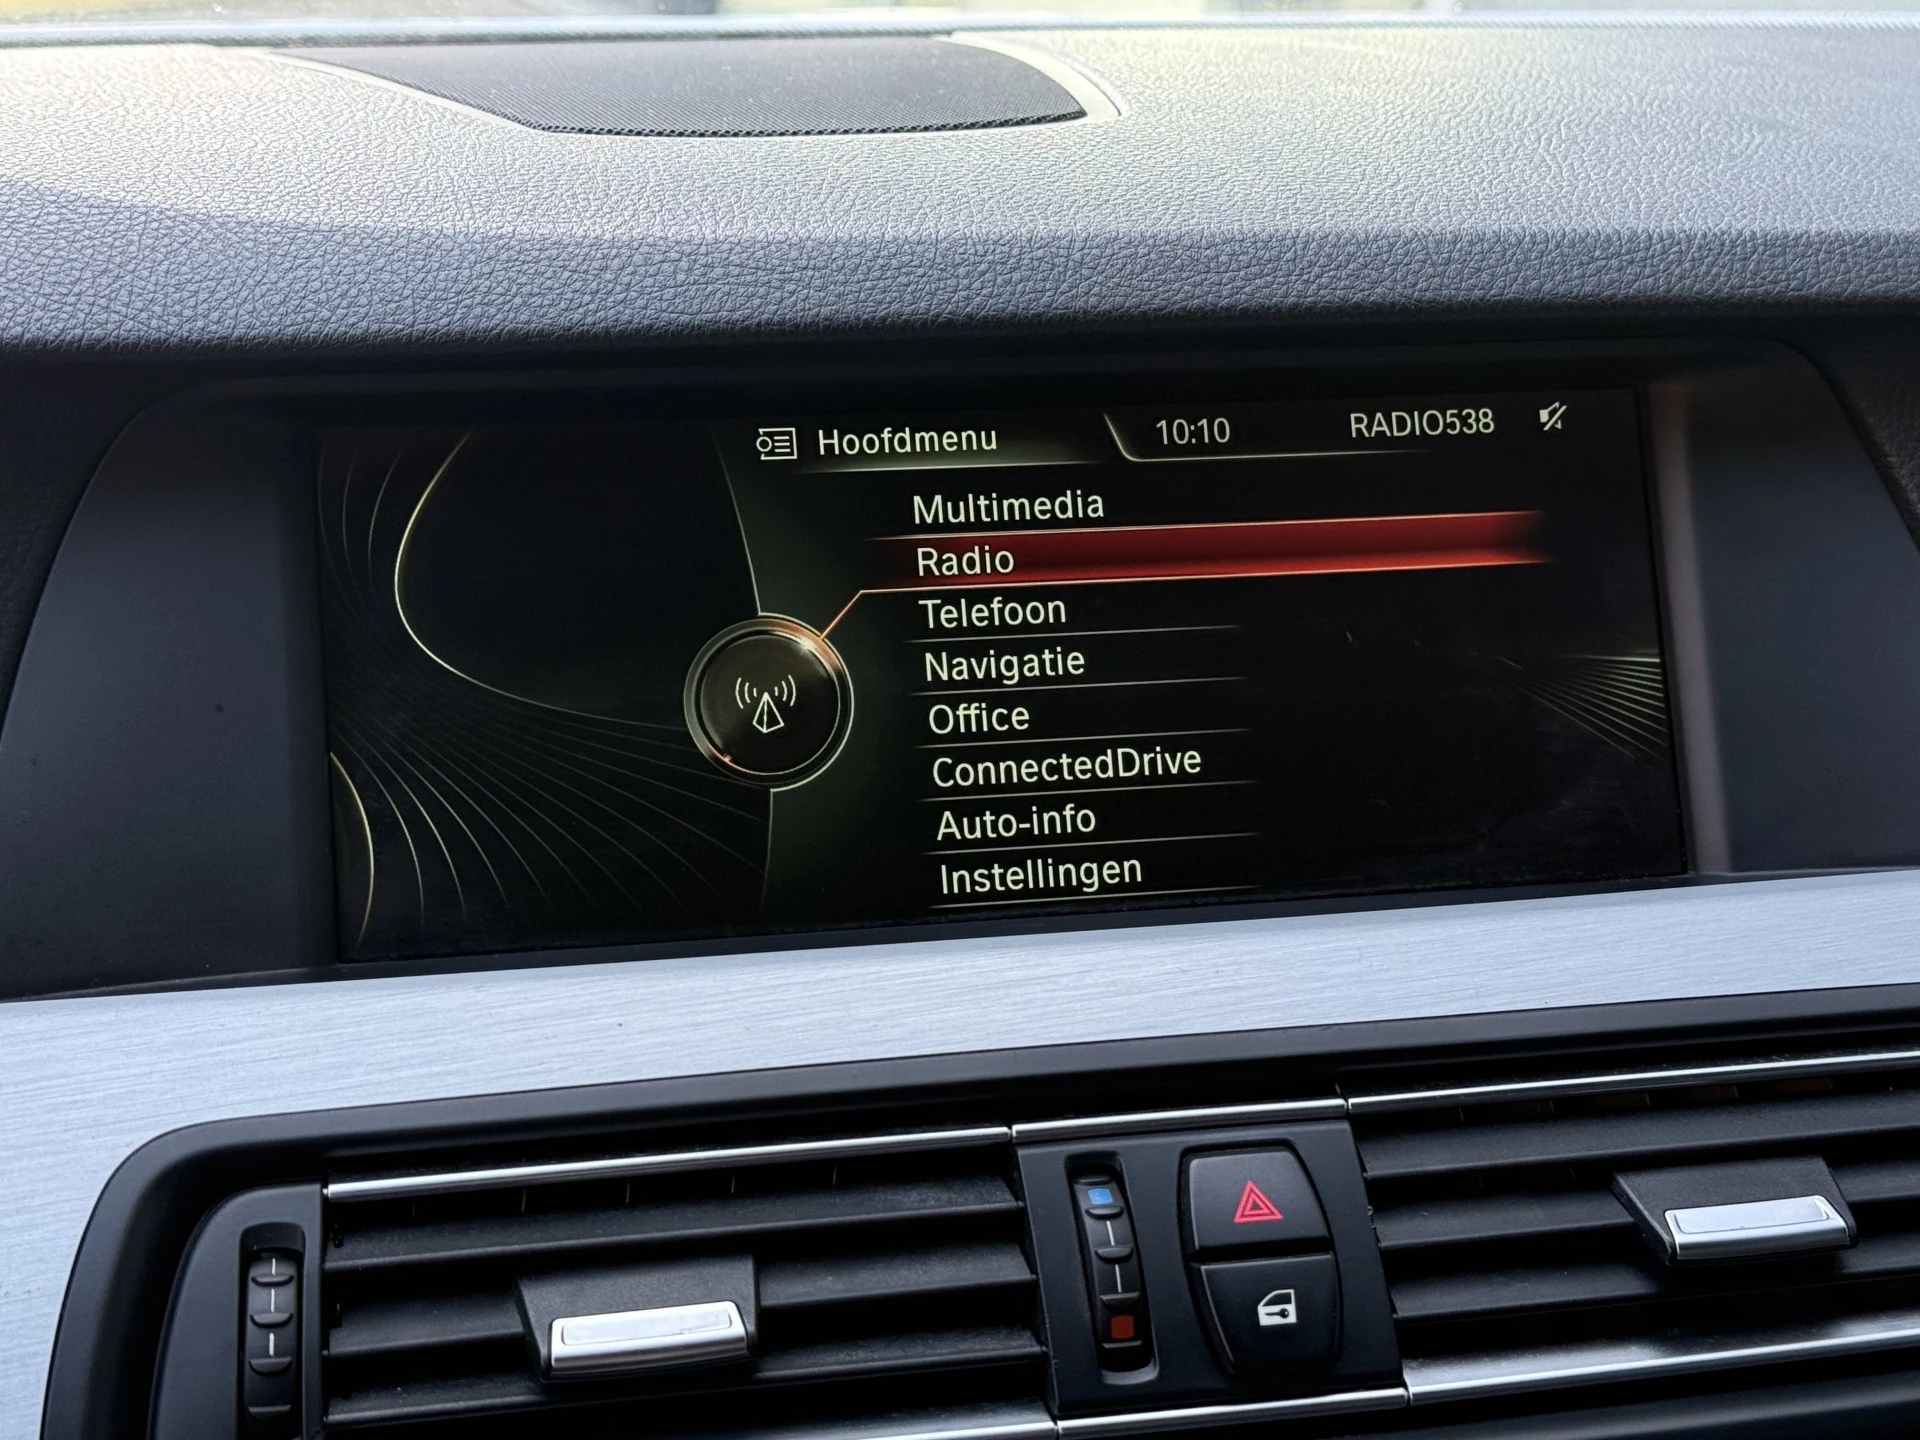 Hoofdmenu 10:10 RADIO538
Multimedia
Radio
Telefoon
Navigatie
Office
ConnectedDrive
Auto-info
Instellingen